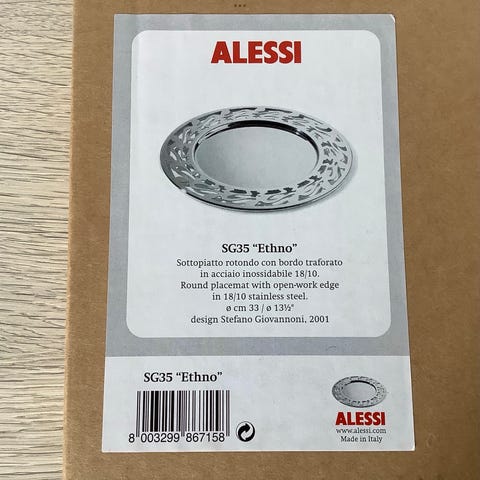 ALESSI
SG35 “Ethno”
Sottopiatto rotondo con bordo traforato
in acciaio inossidabile 18/10.
Round placemat with open-work edge
in 18/10 stainless steel.
ø cm 33 / ø 13½"
design Stefano Giovannoni, 2001
SG35 “Ethno”
8 003299 867158
ALESSI
www.alessi.com
Made in Italy